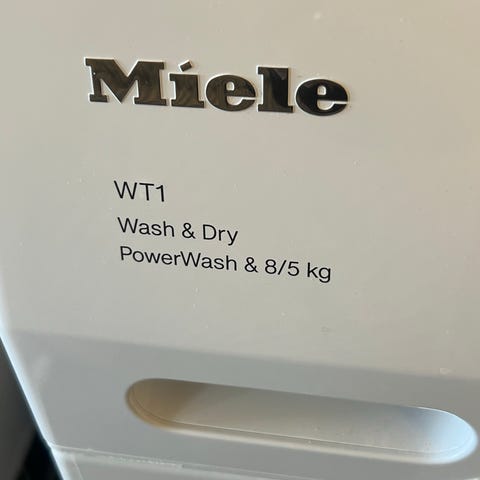 Miele
WT1
Wash & Dry
PowerWash & 8/5 kg